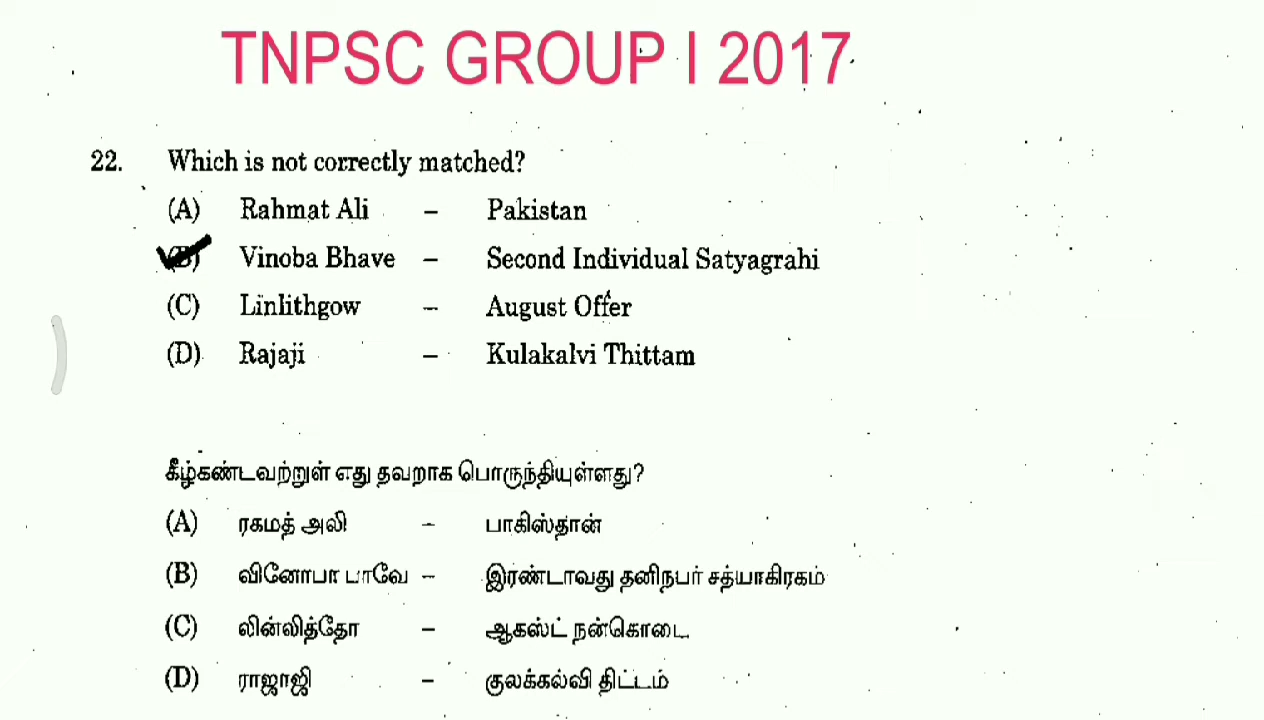 TNPSC GROUP I 2017
22. Which is not correctly matched?
(A) Rahmat Ali – Pakistan
(B) Vinoba Bhave – Second Individual Satyagrahi
(C) Linlithgow – August Offer
(D) Rajaji – Kulakalvi Thittam
கீழ்கண்டவற்றுள் எது தவறாக பொருந்தியுள்ளது?
(A) ரகமத் அலி – பாகிஸ்தான்
(B) வினோபா பாவே – இரண்டாவது தனிநபர் சத்யாகிரகம்
(C) லின்லித்தோ – ஆகஸ்ட் நன்கொடை
(D) ராஜாஜி – குலக்கல்வி திட்டம்